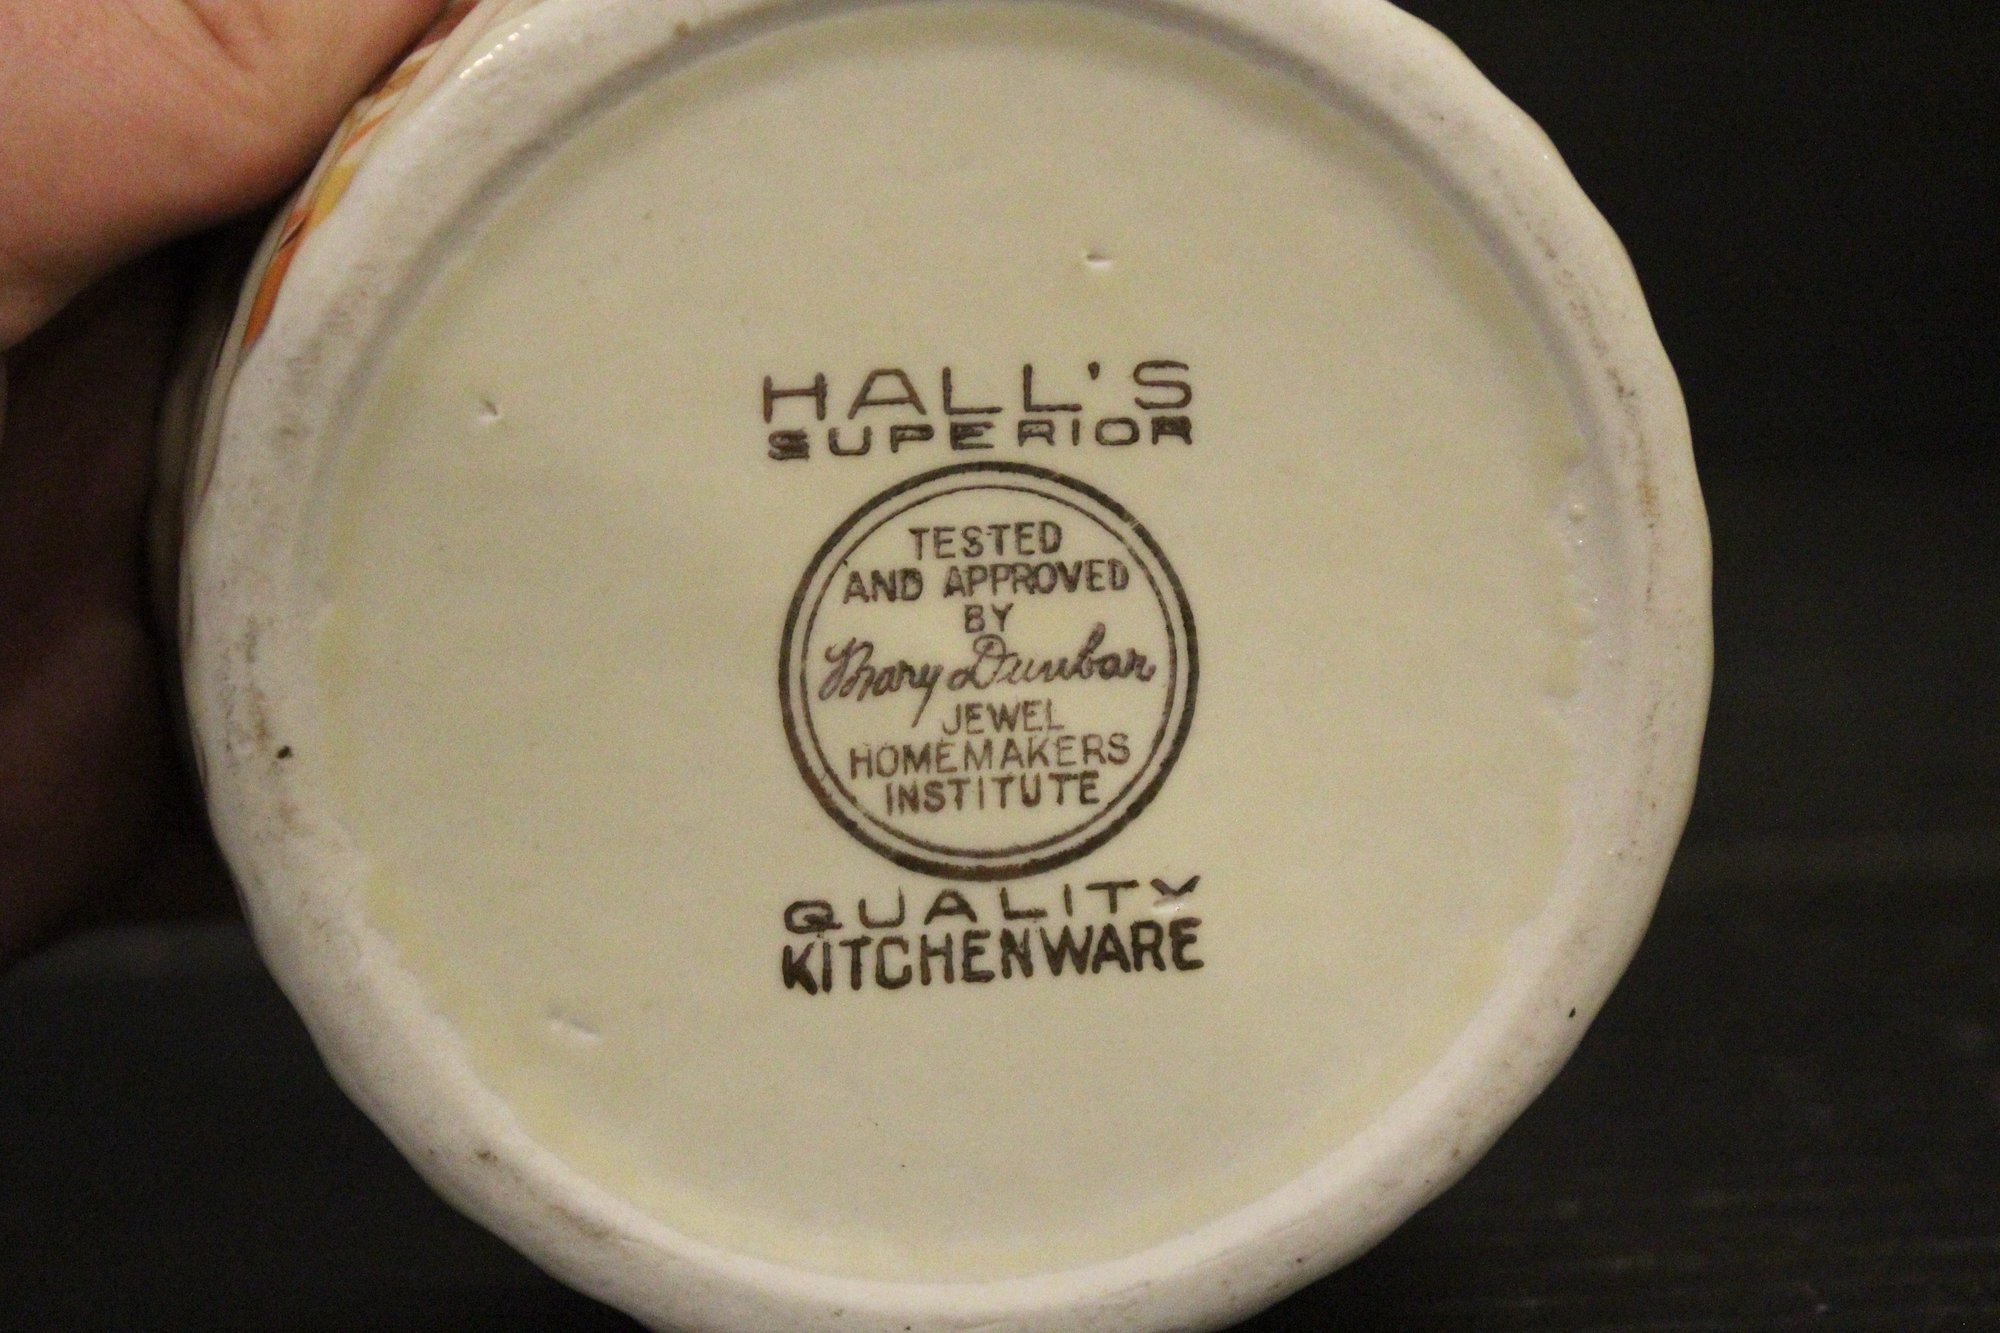 HALL'S
SUPERIOR
TESTED
AND APPROVED
BY
Mary Dunbar
JEWEL
HOMEMAKERS
INSTITUTE
QUALITY
KITCHENWARE